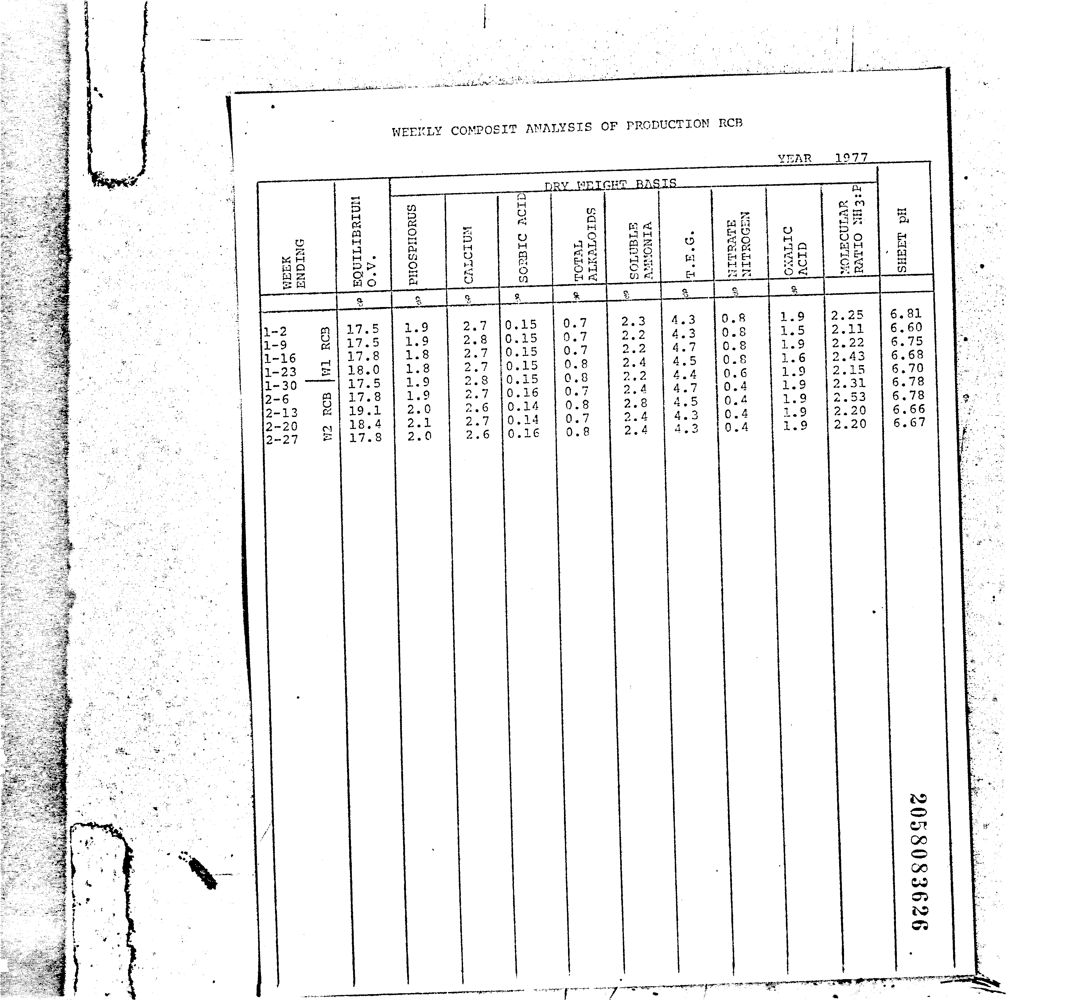 WEEKLY COMPOSIT ANALYSIS OF PRODUCTION RCB
YEAR 1977
DRY WEIGHT BASIS
WEEK ENDING EQUILIBRIUM O.V. PHOSPHORUS CALCIUM SORBIC ACID TOTAL ALKALOIDS SOLUBLE AMMONIA T.E.G. NITRATE NITROGEN OXALIC ACID MOLECULAR RATIO NH3:P SHEET pH
% % % % % % % % %
1-2 17.5 1.9 2.7 0.15 0.7 2.3 4.3 0.8 1.9 2.25 6.81
1-9 17.5 1.9 2.8 0.15 0.7 2.2 4.3 0.8 1.5 2.11 6.60
1-16 17.8 1.8 2.7 0.15 0.7 2.2 4.7 0.8 1.9 2.22 6.75
1-23 18.0 1.8 2.7 0.15 0.8 2.4 4.5 0.8 1.6 2.43 6.68
1-30 17.5 1.9 2.8 0.15 0.8 2.2 4.4 0.6 1.9 2.15 6.70
2-6 17.8 1.9 2.7 0.16 0.7 2.4 4.7 0.4 1.9 2.31 6.78
2-13 19.1 2.0 2.6 0.14 0.8 2.8 4.5 0.4 1.9 2.53 6.78
2-20 18.4 2.1 2.7 0.14 0.7 2.4 4.3 0.4 1.9 2.20 6.66
2-27 17.8 2.0 2.6 0.16 0.8 2.4 4.3 0.4 1.9 2.20 6.67
W1 RCB
W2 RCB
2058083626